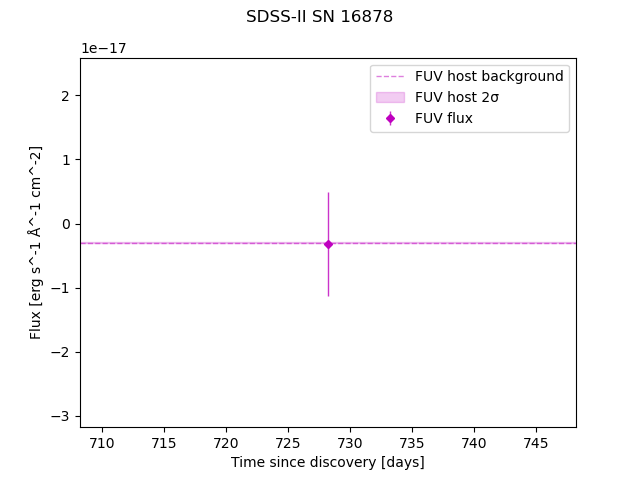 SDSS-II SN 16878
1e−17
FUV host background
FUV host 2σ
FUV flux
2
1
0
−1
−2
−3
Flux [erg s^-1 Å^-1 cm^-2]
710 715 720 725 730 735 740 745
Time since discovery [days]